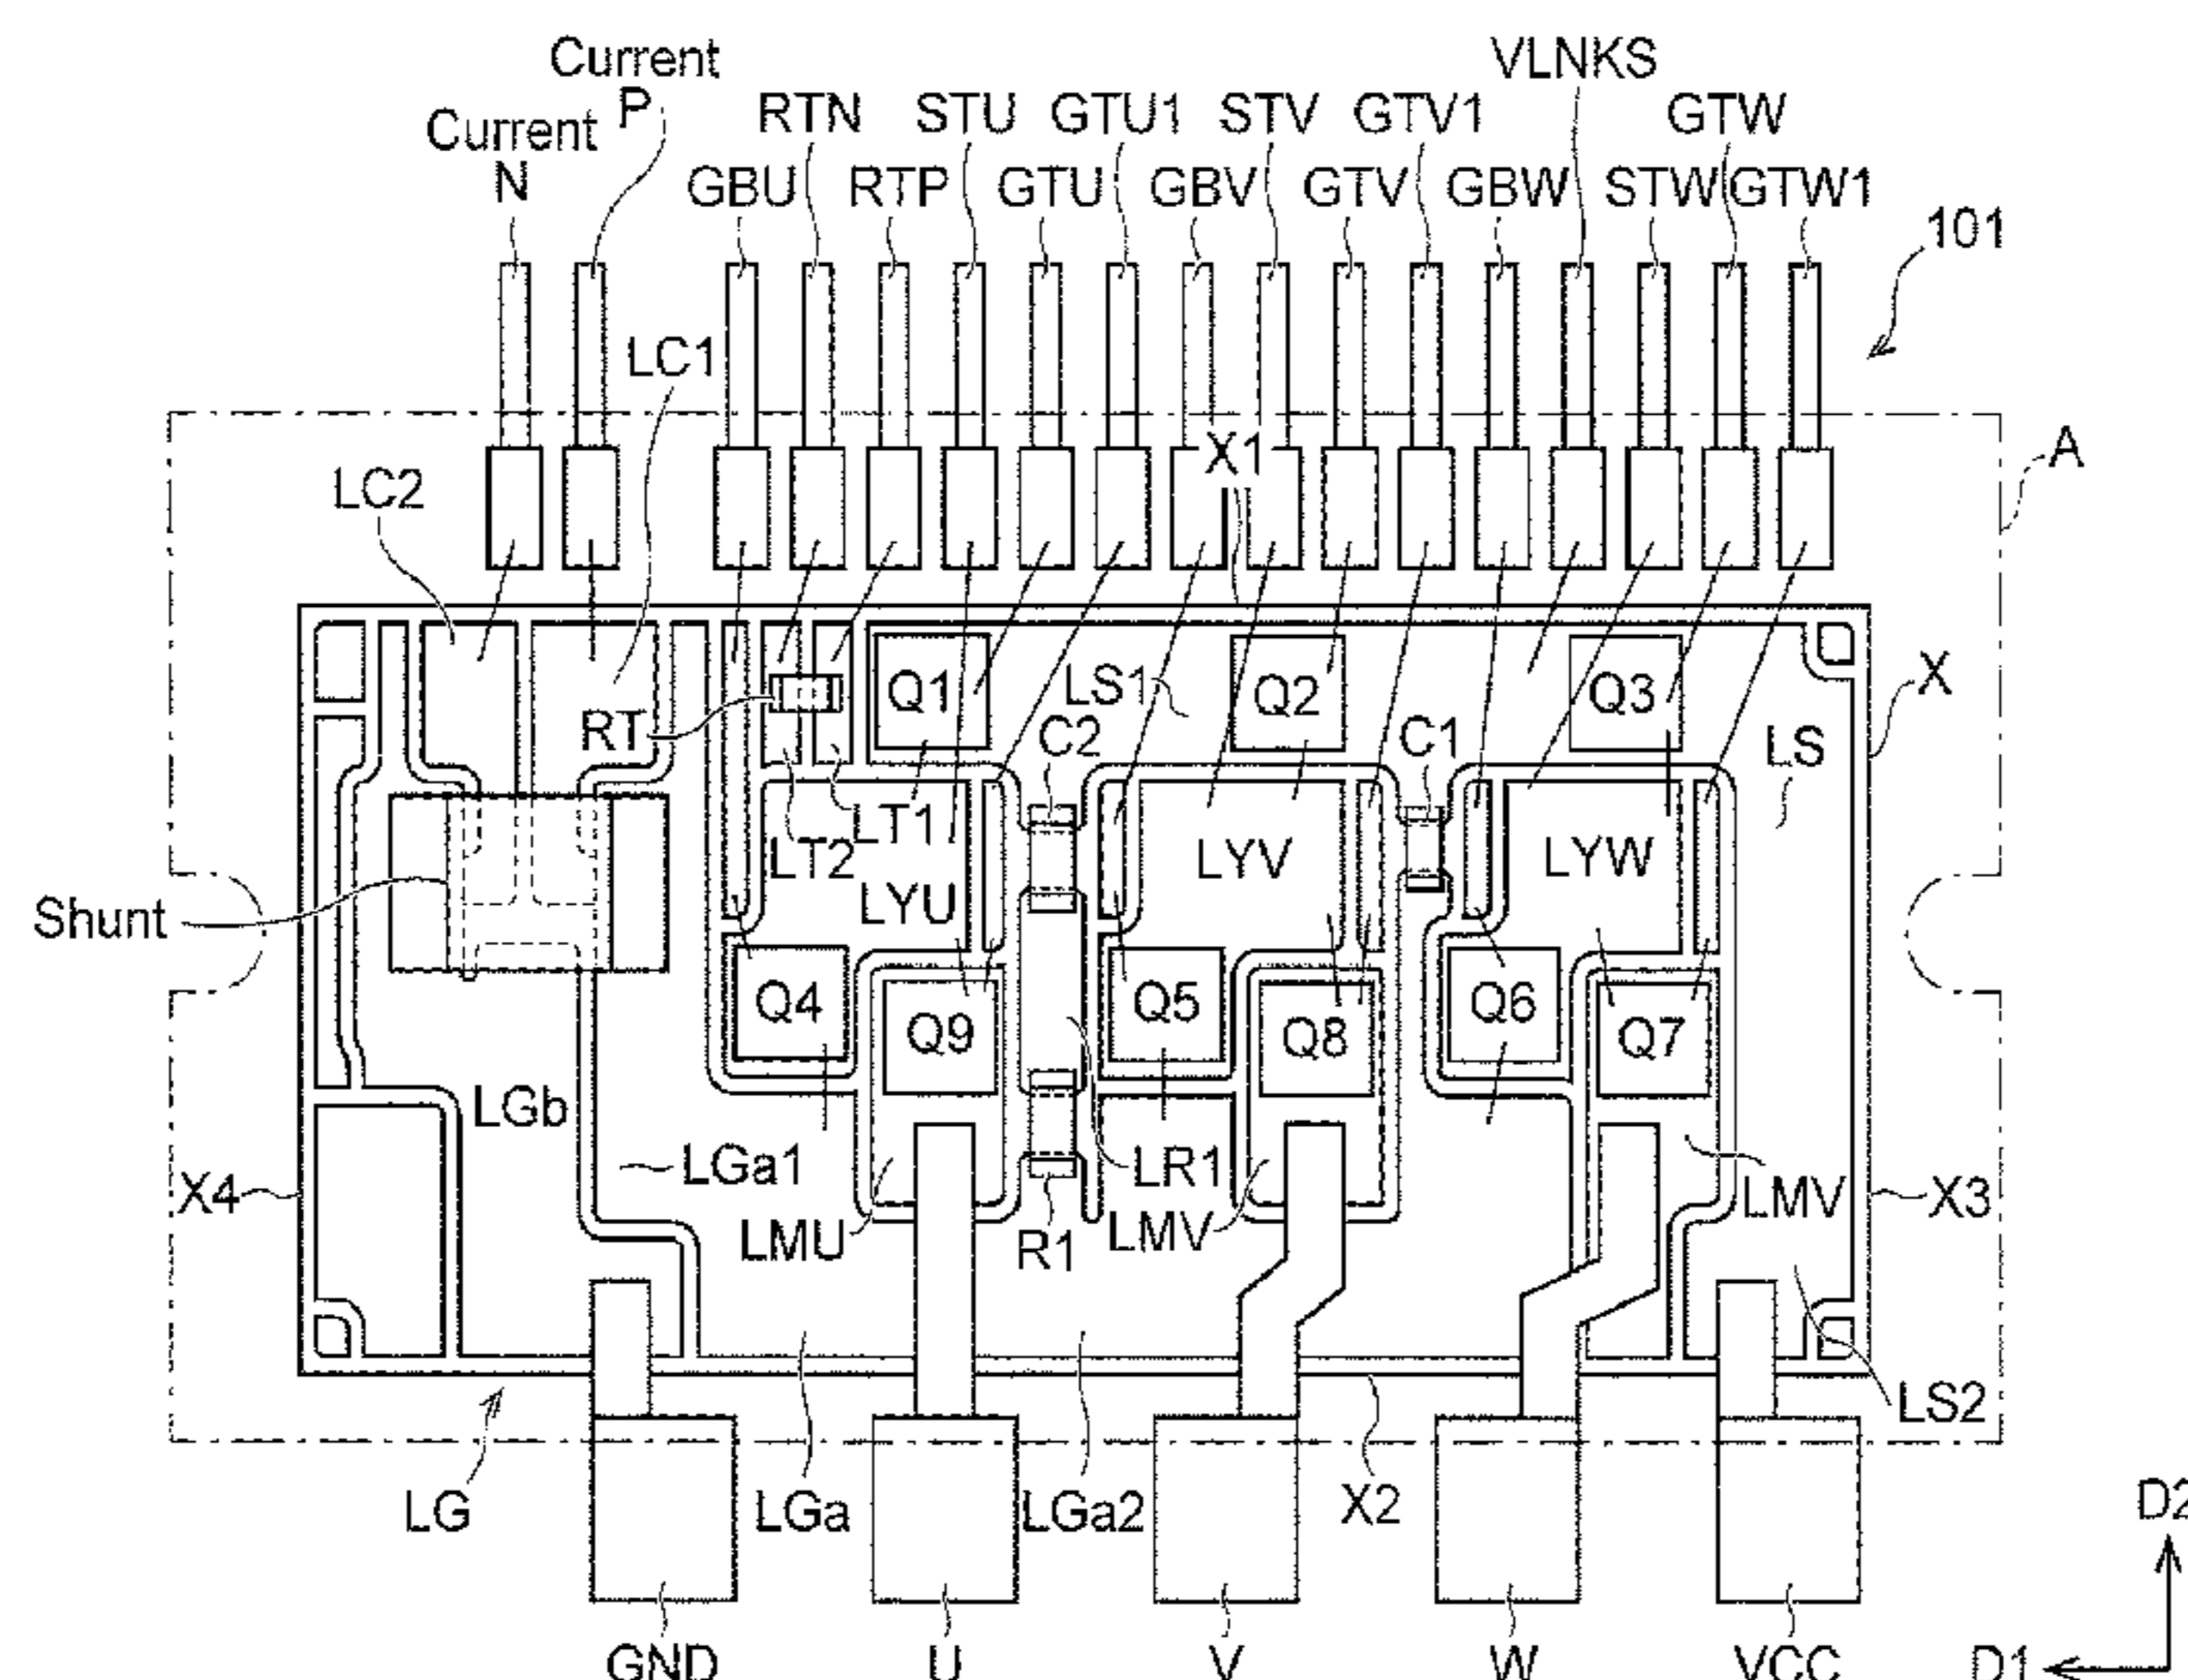 Current
P
Current
N
VLNKS
RTN STU GTU1 STV GTV1 GTW
GBU RTP GTU GBV GTV GBW STW GTW1
101
LC1
X1
A
LC2
Q1 LS1 Q2 Q3 X
RT C2 C1 LS
LT1
LT2 LYV LYW
LYU
Shunt
Q4 Q5 Q6
Q9 Q8 Q7
LGb
LGa1 LR1
X4 LMV X3
LMU R1 LMV
LS2
LG LGa LGa2 X2 D2
GND U V W VCC D1